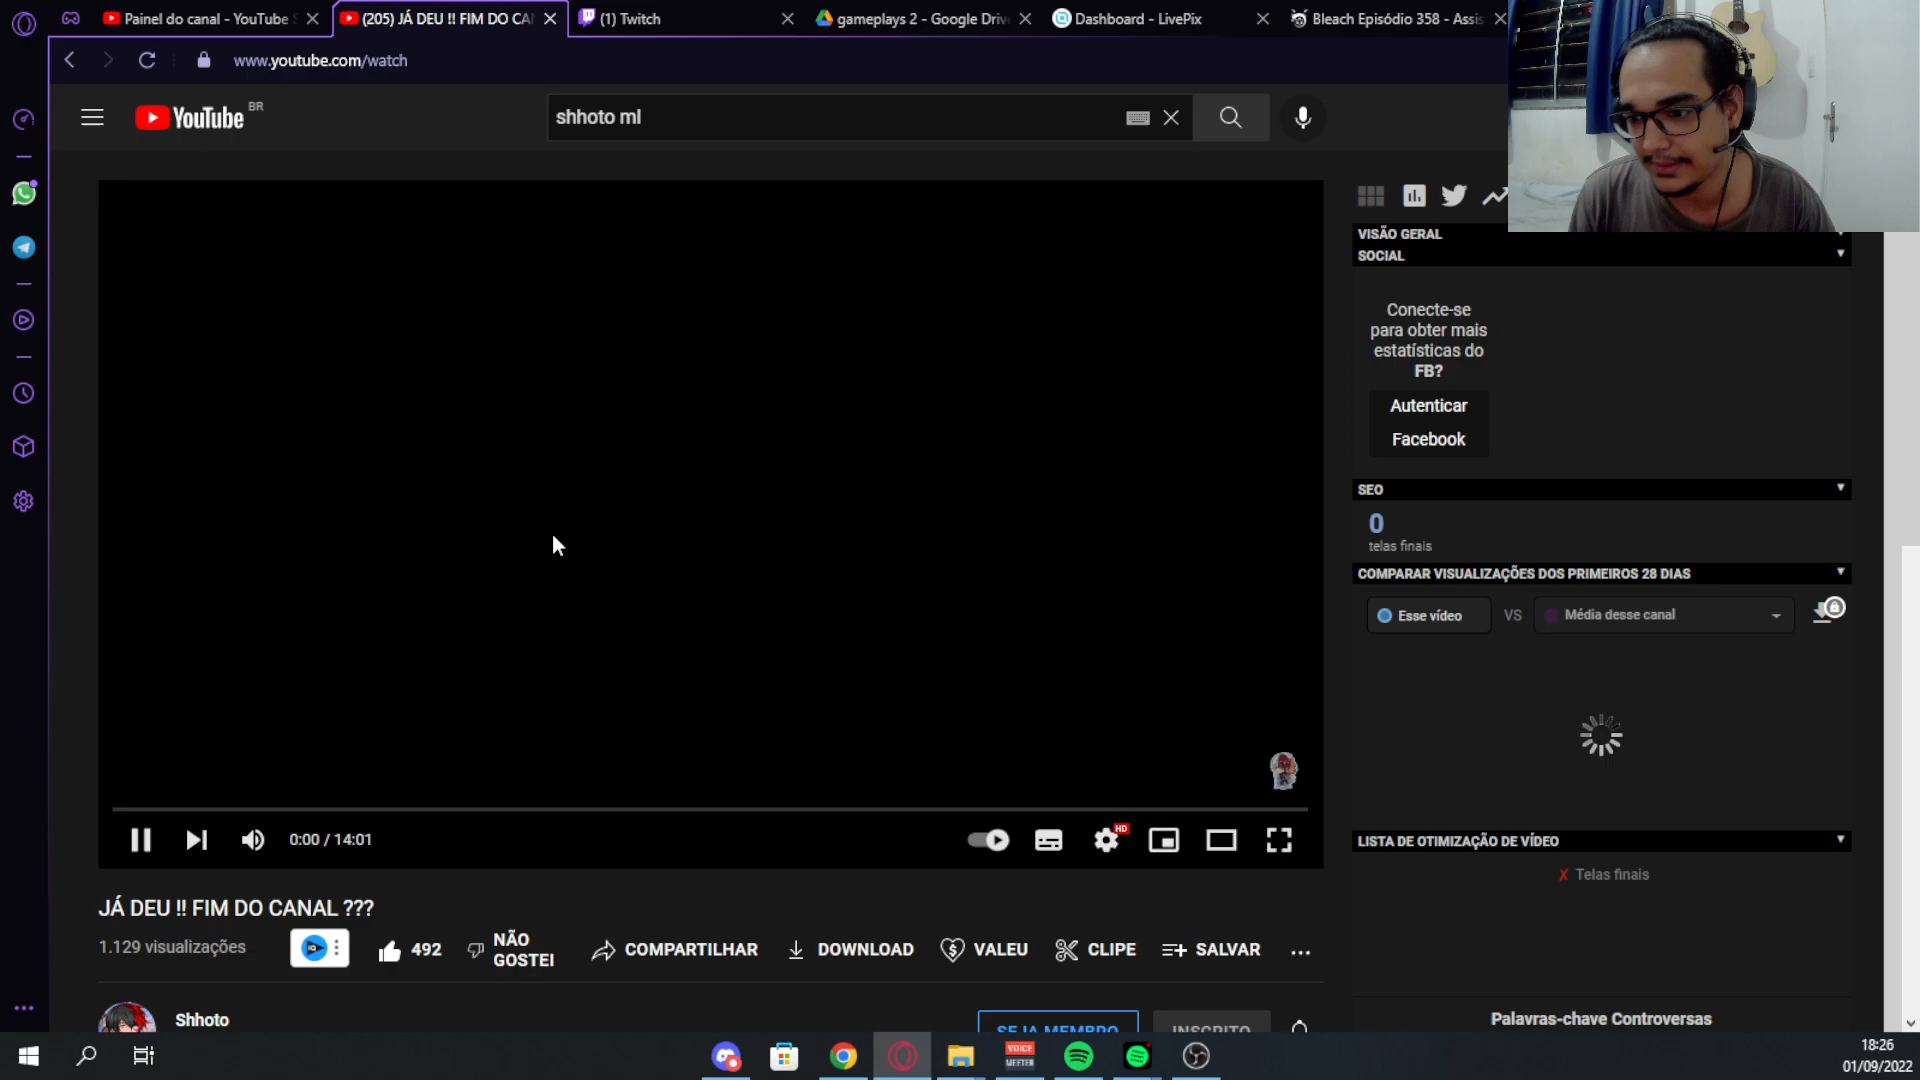 Painel do canal - YouTube S
(205) JÁ DEU !! FIM DO CA
(1) Twitch
gameplays 2 - Google Driv
Dashboard - LivePix
Bleach Episódio 358 - Assis
www.youtube.com/watch
YouTube BR
shhoto ml
VISÃO GERAL
SOCIAL
Conecte-se
para obter mais
estatísticas do
FB?
Autenticar
Facebook
SEO
0
telas finais
COMPARAR VISUALIZAÇÕES DOS PRIMEIROS 28 DIAS
Esse vídeo VS Média desse canal
0:00 / 14:01
HD
LISTA DE OTIMIZAÇÃO DE VÍDEO
✗ Telas finais
JÁ DEU !! FIM DO CANAL ???
1.129 visualizações
492
NÃO
GOSTEI
COMPARTILHAR
DOWNLOAD
VALEU
CLIPE
SALVAR
...
Shhoto
SEJA MEMBRO
INSCRITO
Palavras-chave Controversas
VOICE
MEETER
18:26
01/09/2022